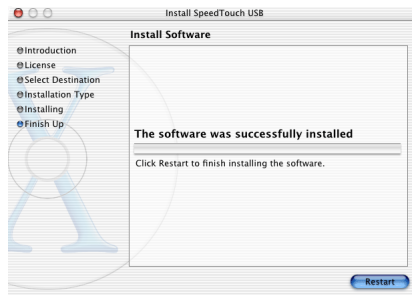 Install SpeedTouch USB
Install Software
Introduction
License
Select Destination
Installation Type
Installing
Finish Up
The software was successfully installed
Click Restart to finish installing the software.
Restart